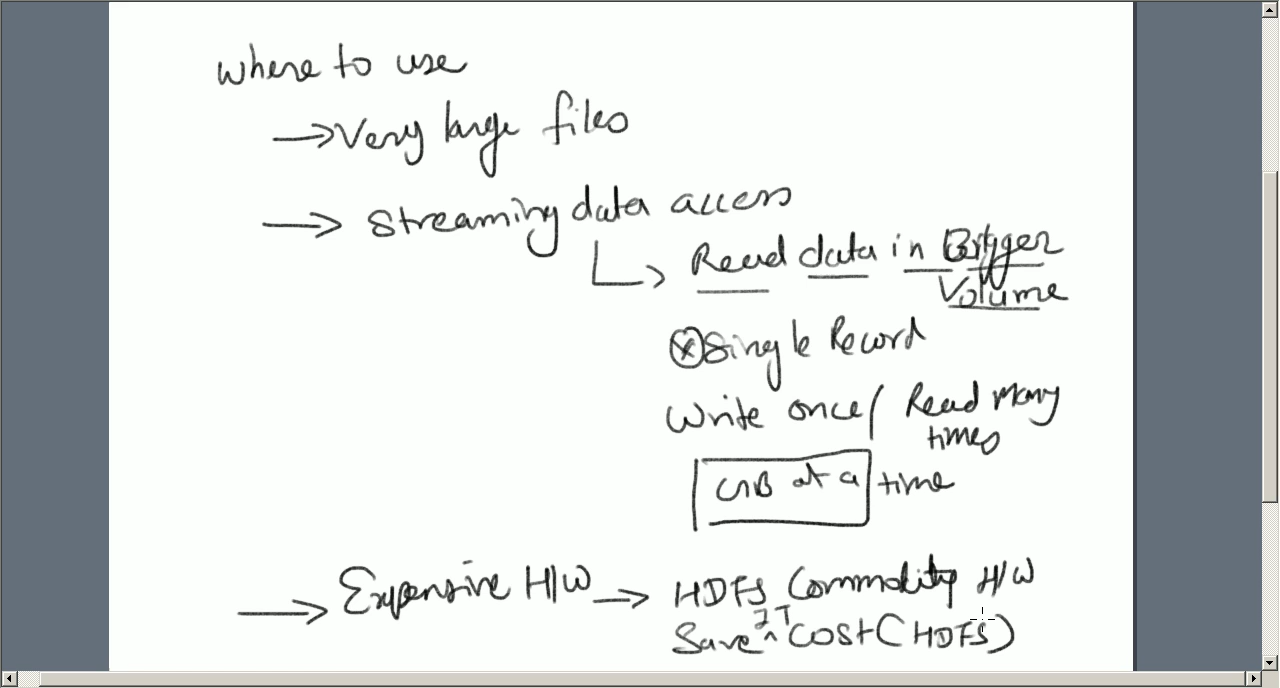 where to use
→ Very large files
→ Streaming data access
Read data in Bigger
Volume
ⓧ Single Record
Write once / Read Many
times
GB at a time
→ Expensive H/W → HDFS Commodity H/W
Save IT Cost (HDFS)